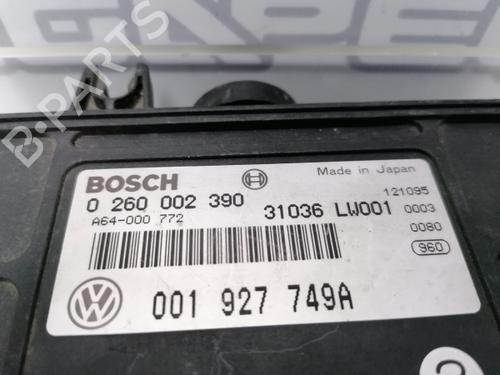 B-PARTS
BOSCH
Made in Japan
0 260 002 390
121095
A64-000 772
31036 LW001
0003
0080
960
VW
001 927 749A